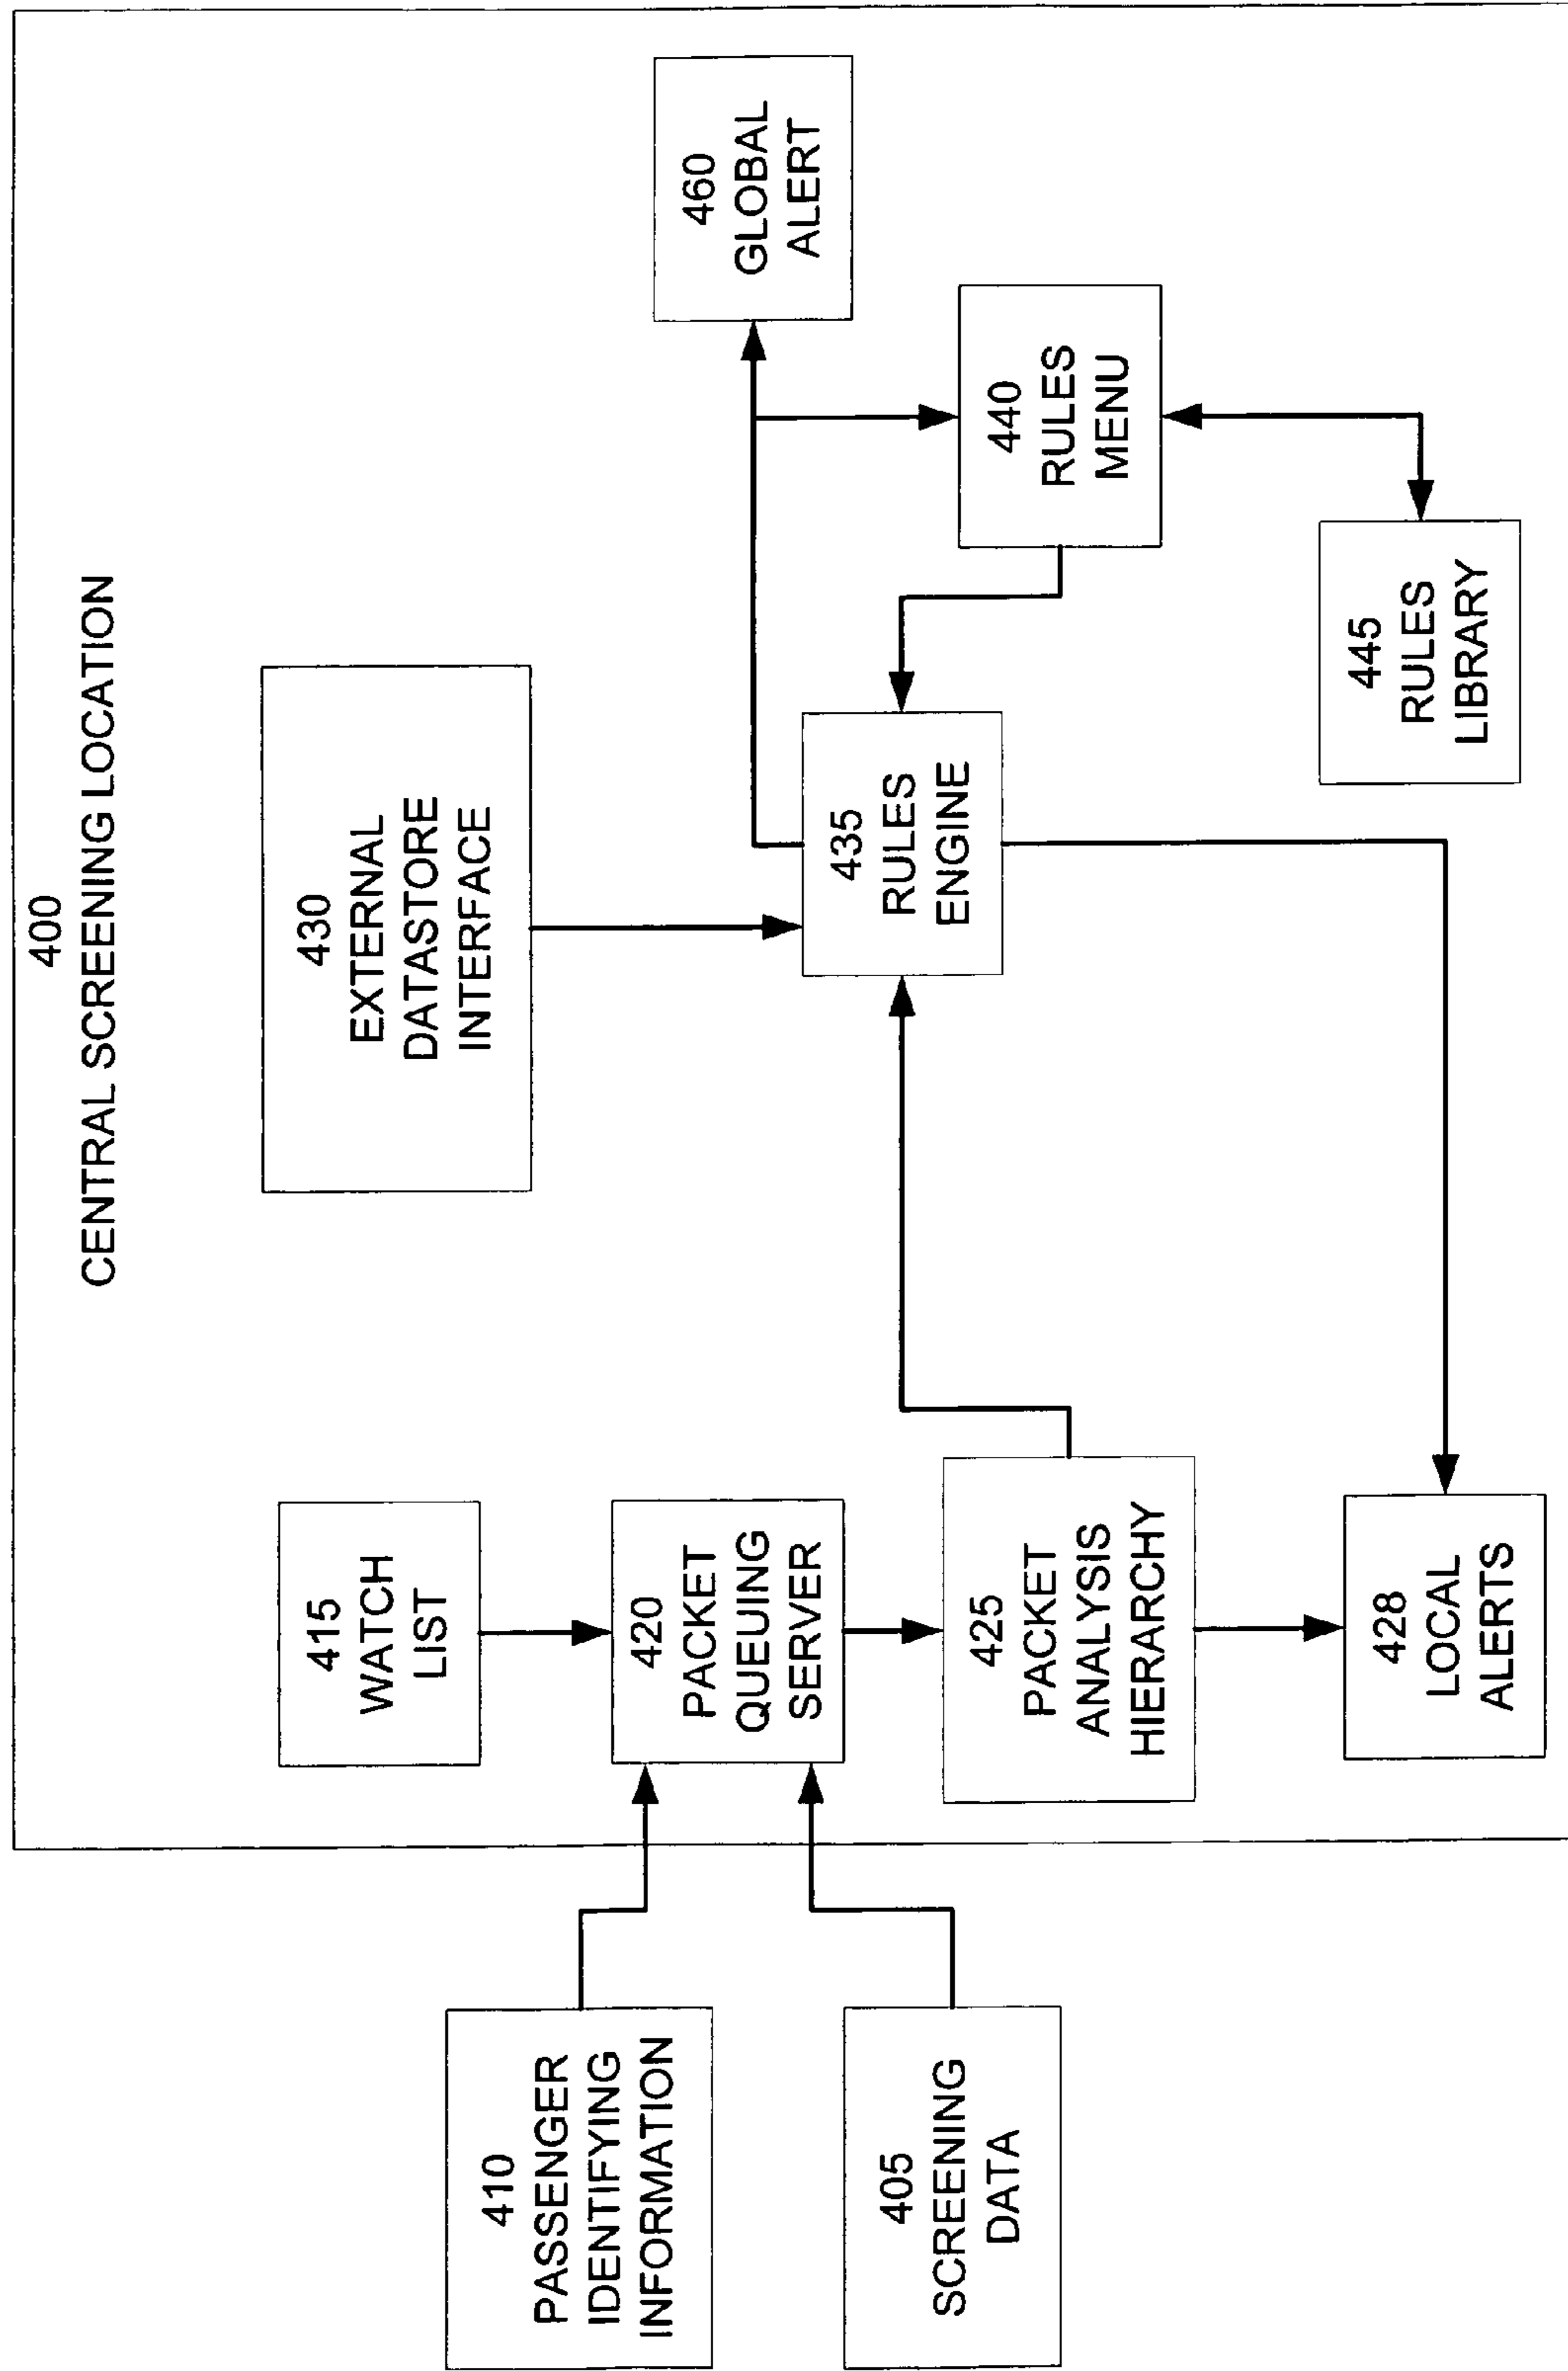 400
CENTRAL SCREENING LOCATION
410
PASSENGER
IDENTIFYING
INFORMATION
405
SCREENING
DATA
415
WATCH
LIST
420
PACKET
QUEUING
SERVER
425
PACKET
ANALYSIS
HIERARCHY
428
LOCAL
ALERTS
430
EXTERNAL
DATASTORE
INTERFACE
435
RULES
ENGINE
440
RULES
MENU
445
RULES
LIBRARY
460
GLOBAL
ALERT